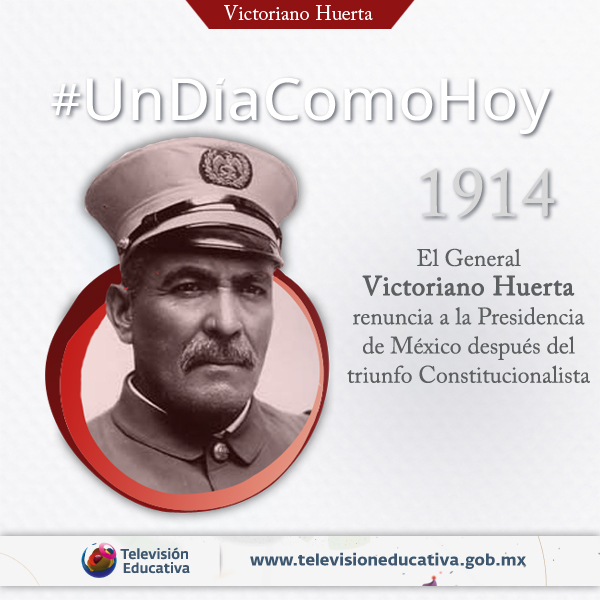 Victoriano Huerta
#UnDiaComoHoy
1914
El General
Victoriano Huerta
renuncia a la Presidencia
de México después del
triunfo Constitucionalista
Televisión
Educativa
www.televisioneducativa.gob.mx